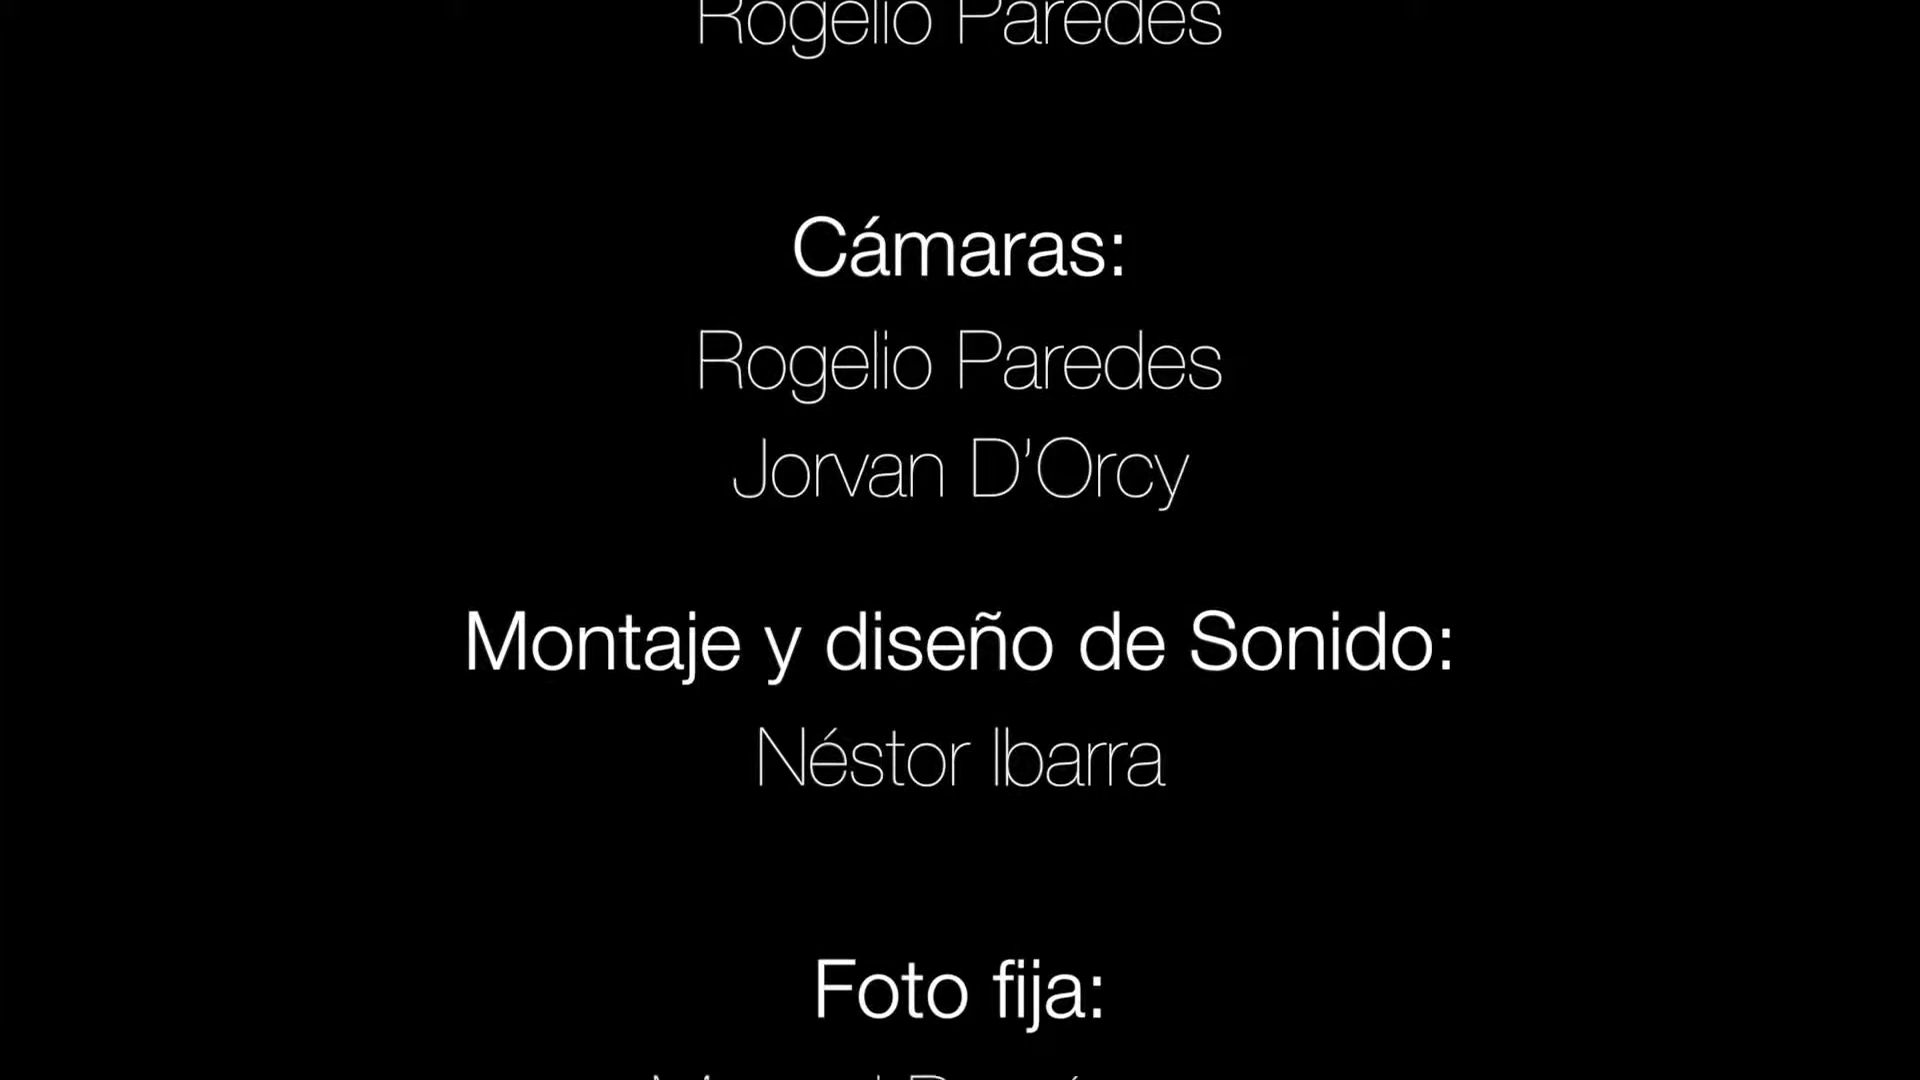 Rogelio Paredes
Cámaras:
Rogelio Paredes
Jorvan D’Orcy
Montaje y diseño de Sonido:
Néstor Ibarra
Foto fija: